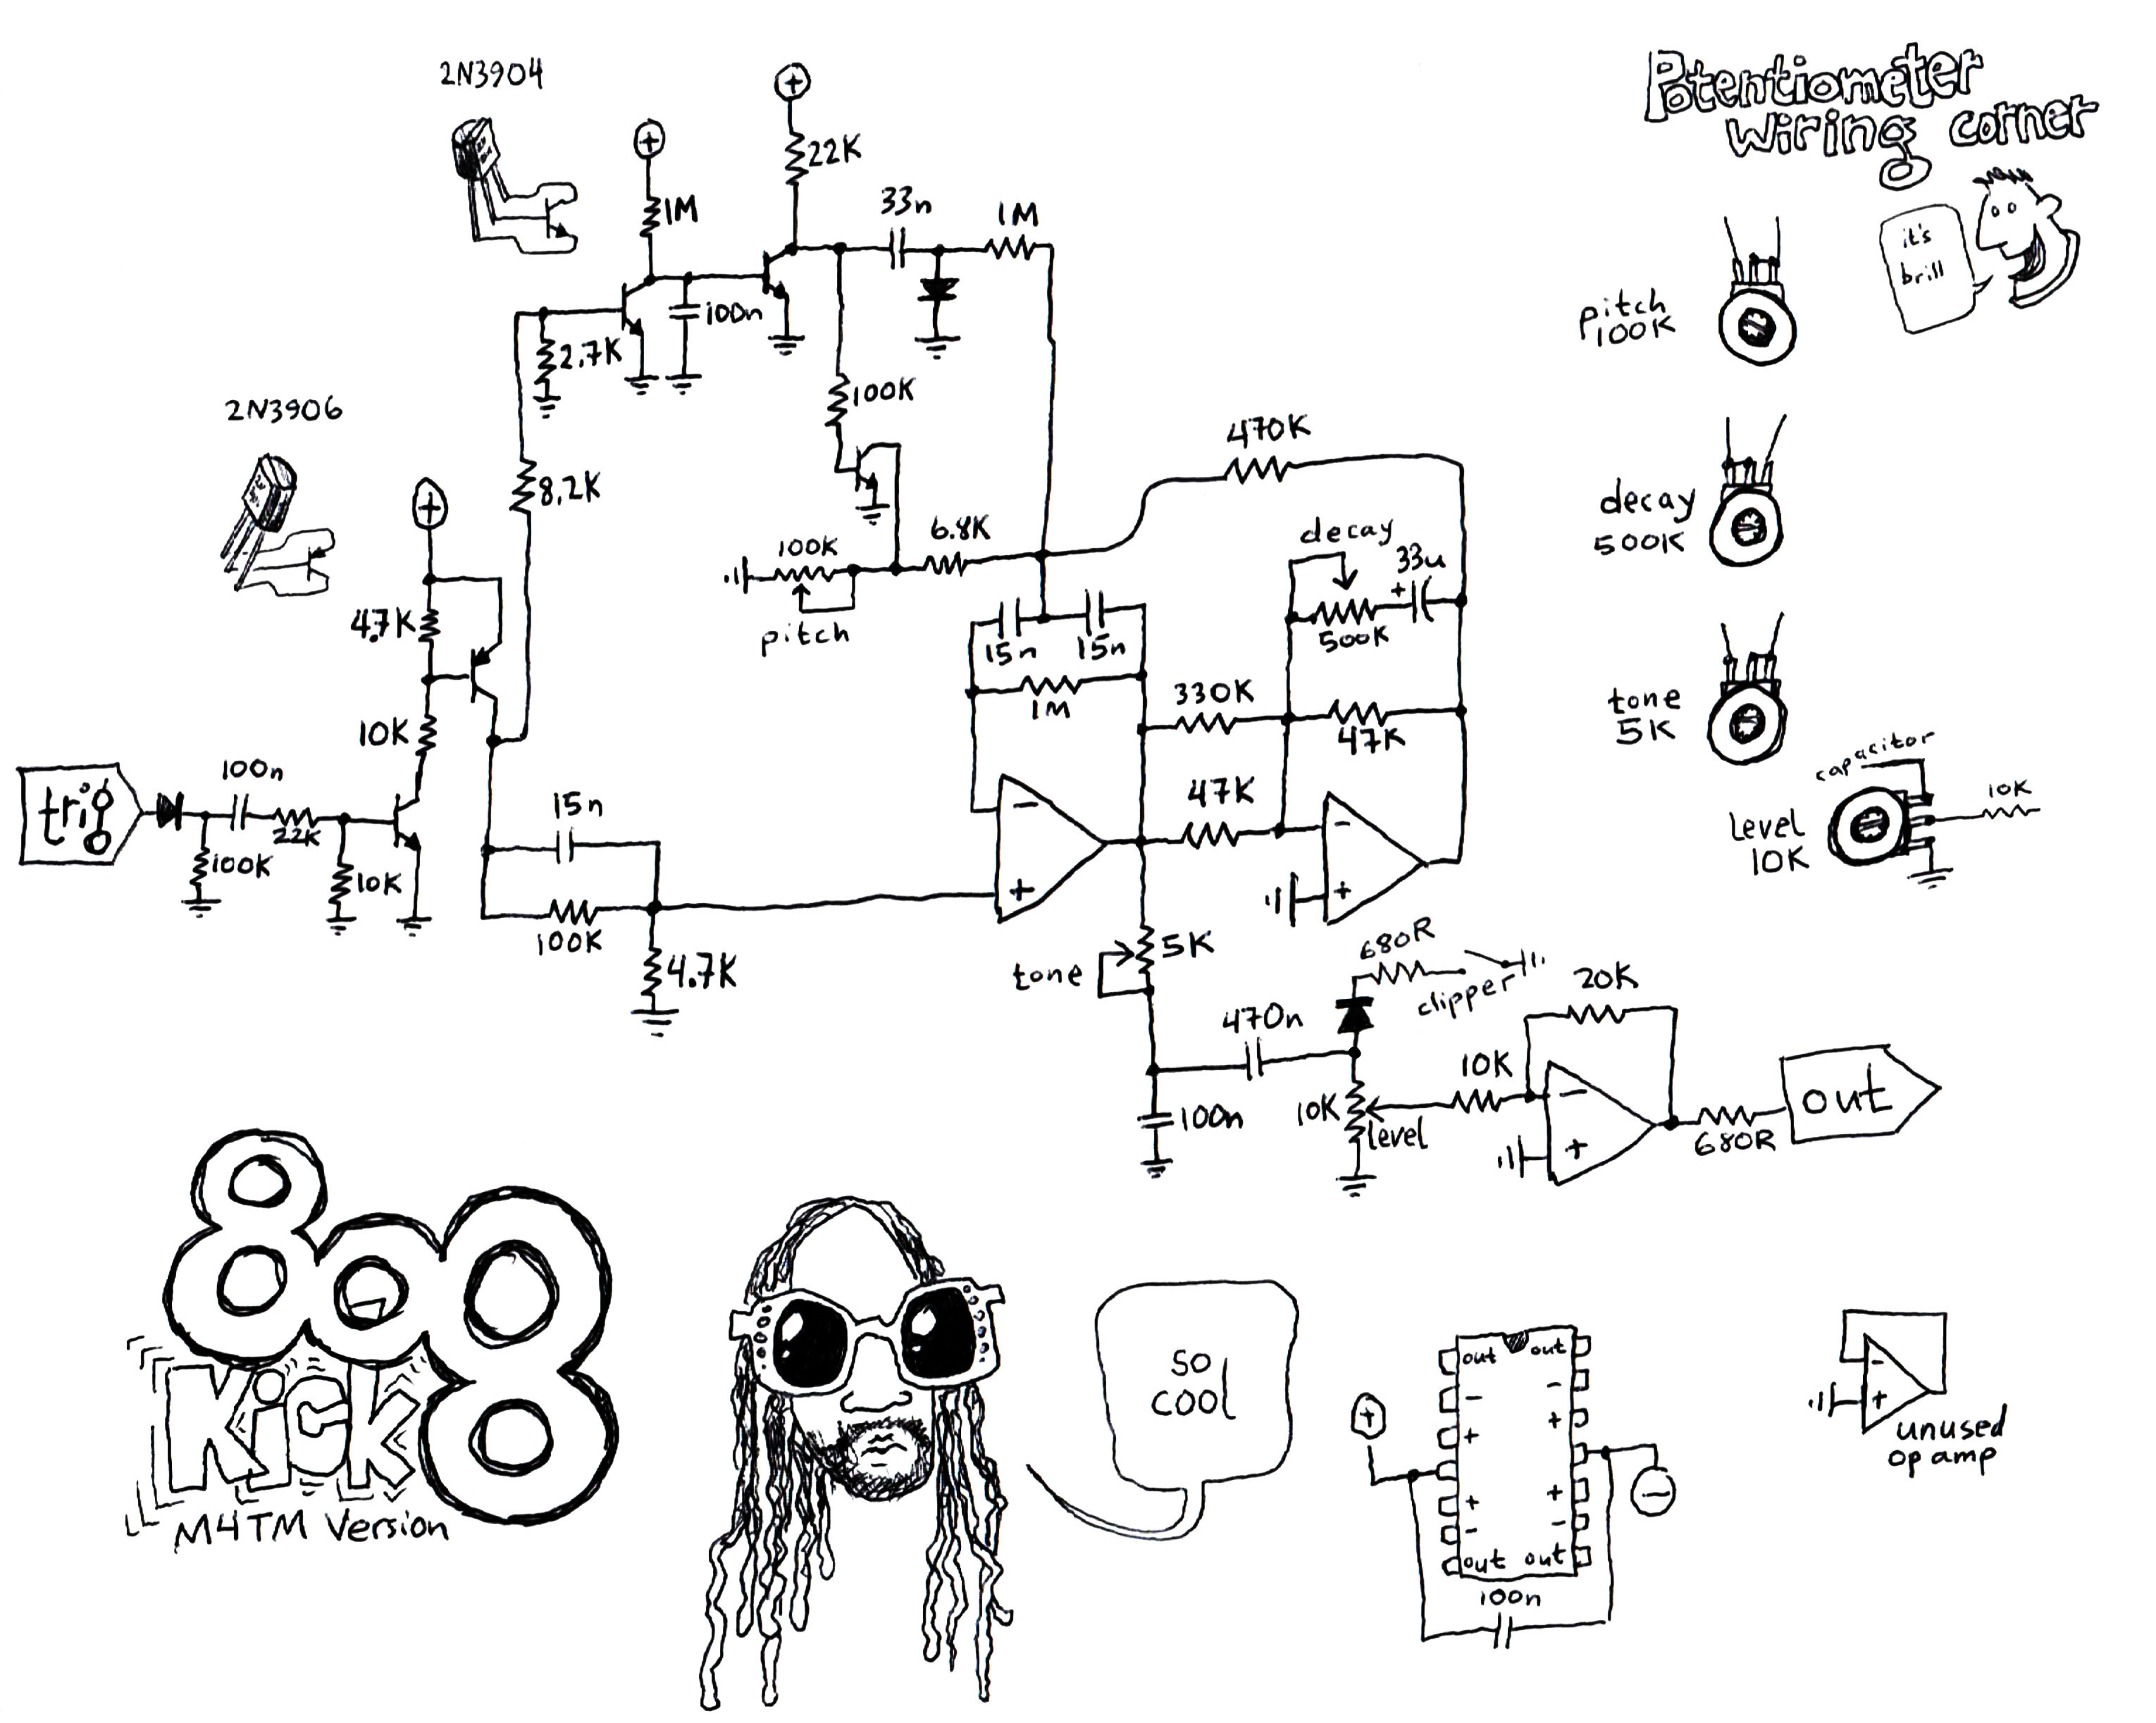 2N3904
Potentiometer
wiring corner
it's
brill
22K
1M
33n
1M
100n
2.7K
pitch
100K
2N3906
100K
8.2K
470K
decay
500K
6.8K
100K
pitch
decay
33u
+
500K
15n
15n
1M
4.7K
10K
330K
47K
tone
5K
capacitor
10K
level
10K
trig
100n
22K
100K
10K
15n
100K
4.7K
47K
-
+
-
+
tone
5K
680R
clipper
470n
20K
10K
10K
level
100n
-
+
680R
out
808
Kick
M4TM Version
SO
COOL
+
out out
- -
+ +
+ +
- -
out out
-
100n
-
+
unused
op amp